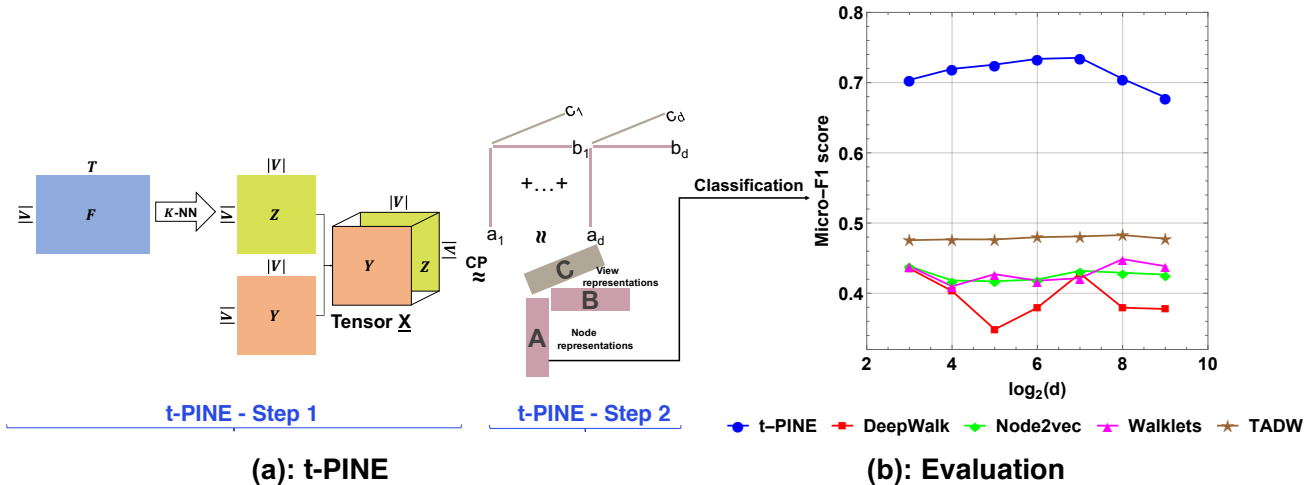 T
|V|
F
K-NN
|V|
|V|
Z
|V|
|V|
Y
|V|
|V|
Y
Z
Tensor X
CP
≈
c1
cd
b1
bd
+...+
a1
ad
≈
C
View
representations
B
A
Node
representations
Classification
t-PINE - Step 1
t-PINE - Step 2
(a): t-PINE
Micro-F1 score
0.8
0.7
0.6
0.5
0.4
2
4
6
8
10
log2(d)
t-PINE
DeepWalk
Node2vec
Walklets
TADW
(b): Evaluation